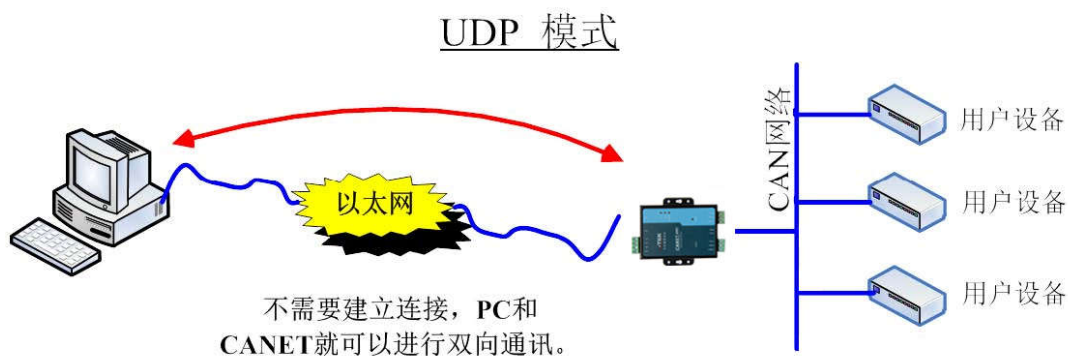 UDP 模式
CAN网络
用户设备
以太网
用户设备
用户设备
不需要建立连接，PC和
CANET就可以进行双向通讯。